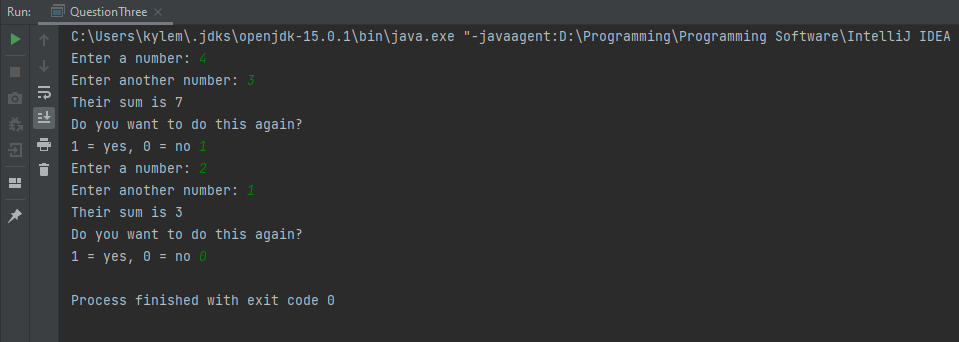 Run: QuestionThree
C:\Users\kylem\.jdks\openjdk-15.0.1\bin\java.exe "-javaagent:D:\Programming\Programming Software\IntelliJ IDEA
Enter a number: 4
Enter another number: 3
Their sum is 7
Do you want to do this again?
1 = yes, 0 = no 1
Enter a number: 2
Enter another number: 1
Their sum is 3
Do you want to do this again?
1 = yes, 0 = no 0
Process finished with exit code 0